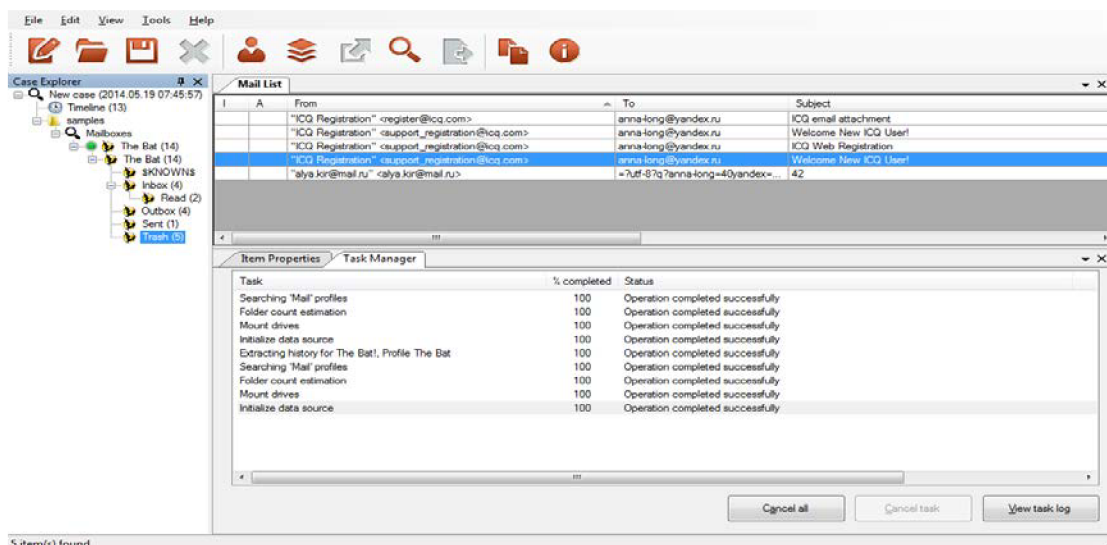 File Edit View Tools Help
Case Explorer
New case (2014.05.19 07:45:57)
Timeline (13)
samples
Mailboxes
The Bat (14)
The Bat (14)
$KNOWN$
Inbox (4)
Read (2)
Outbox (4)
Sent (1)
Trash (5)
Mail List
I A From To Subject
"ICQ Registration" <register@icq.com> anna-long@yandex.ru ICQ email attachment
"ICQ Registration" <support_registration@icq.com> anna-long@yandex.ru Welcome New ICQ User!
"ICQ Registration" <support_registration@icq.com> anna-long@yandex.ru ICQ Web Registration
"ICQ Registration" <support_registration@icq.com> anna-long@yandex.ru Welcome New ICQ User!
"alya.kir@mail.ru" <alya.kir@mail.ru> =?utf-8?q?anna-long=40yandex=... 42
Item Properties Task Manager
Task % completed Status
Searching 'Mail' profiles 100 Operation completed successfully
Folder count estimation 100 Operation completed successfully
Mount drives 100 Operation completed successfully
Initialize data source 100 Operation completed successfully
Extracting history for The Bat!, Profile The Bat 100 Operation completed successfully
Searching 'Mail' profiles 100 Operation completed successfully
Folder count estimation 100 Operation completed successfully
Mount drives 100 Operation completed successfully
Initialize data source 100 Operation completed successfully
Cancel all Cancel task View task log
5 item(s) found